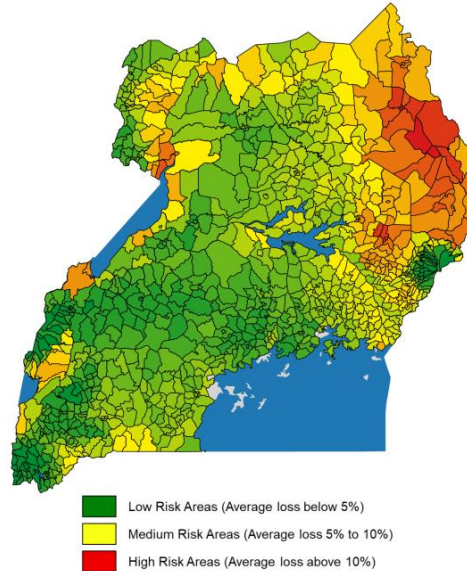 Low Risk Areas (Average loss below 5%)
Medium Risk Areas (Average loss 5% to 10%)
High Risk Areas (Average loss above 10%)